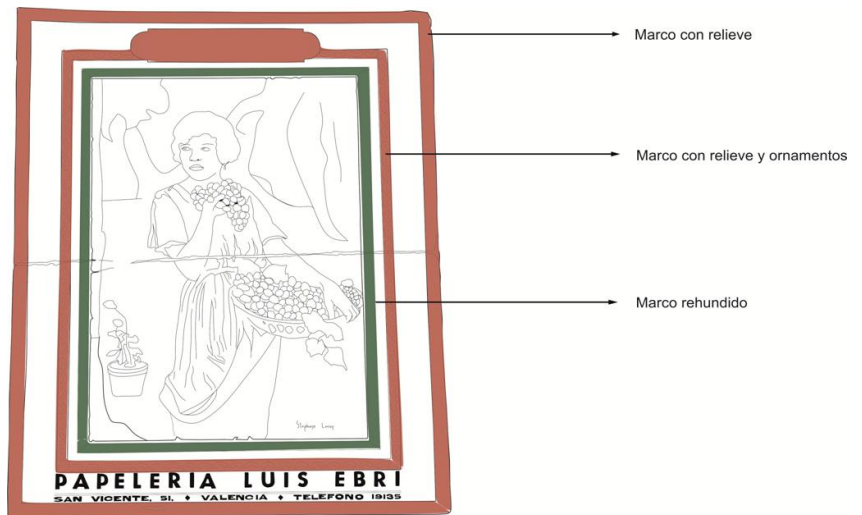 Marco con relieve
Marco con relieve y ornamentos
Marco rehundido
PAPELERIA LUIS EBRI
SAN VICENTE, 51, ♦ VALENCIA ♦ TELEFONO 19135